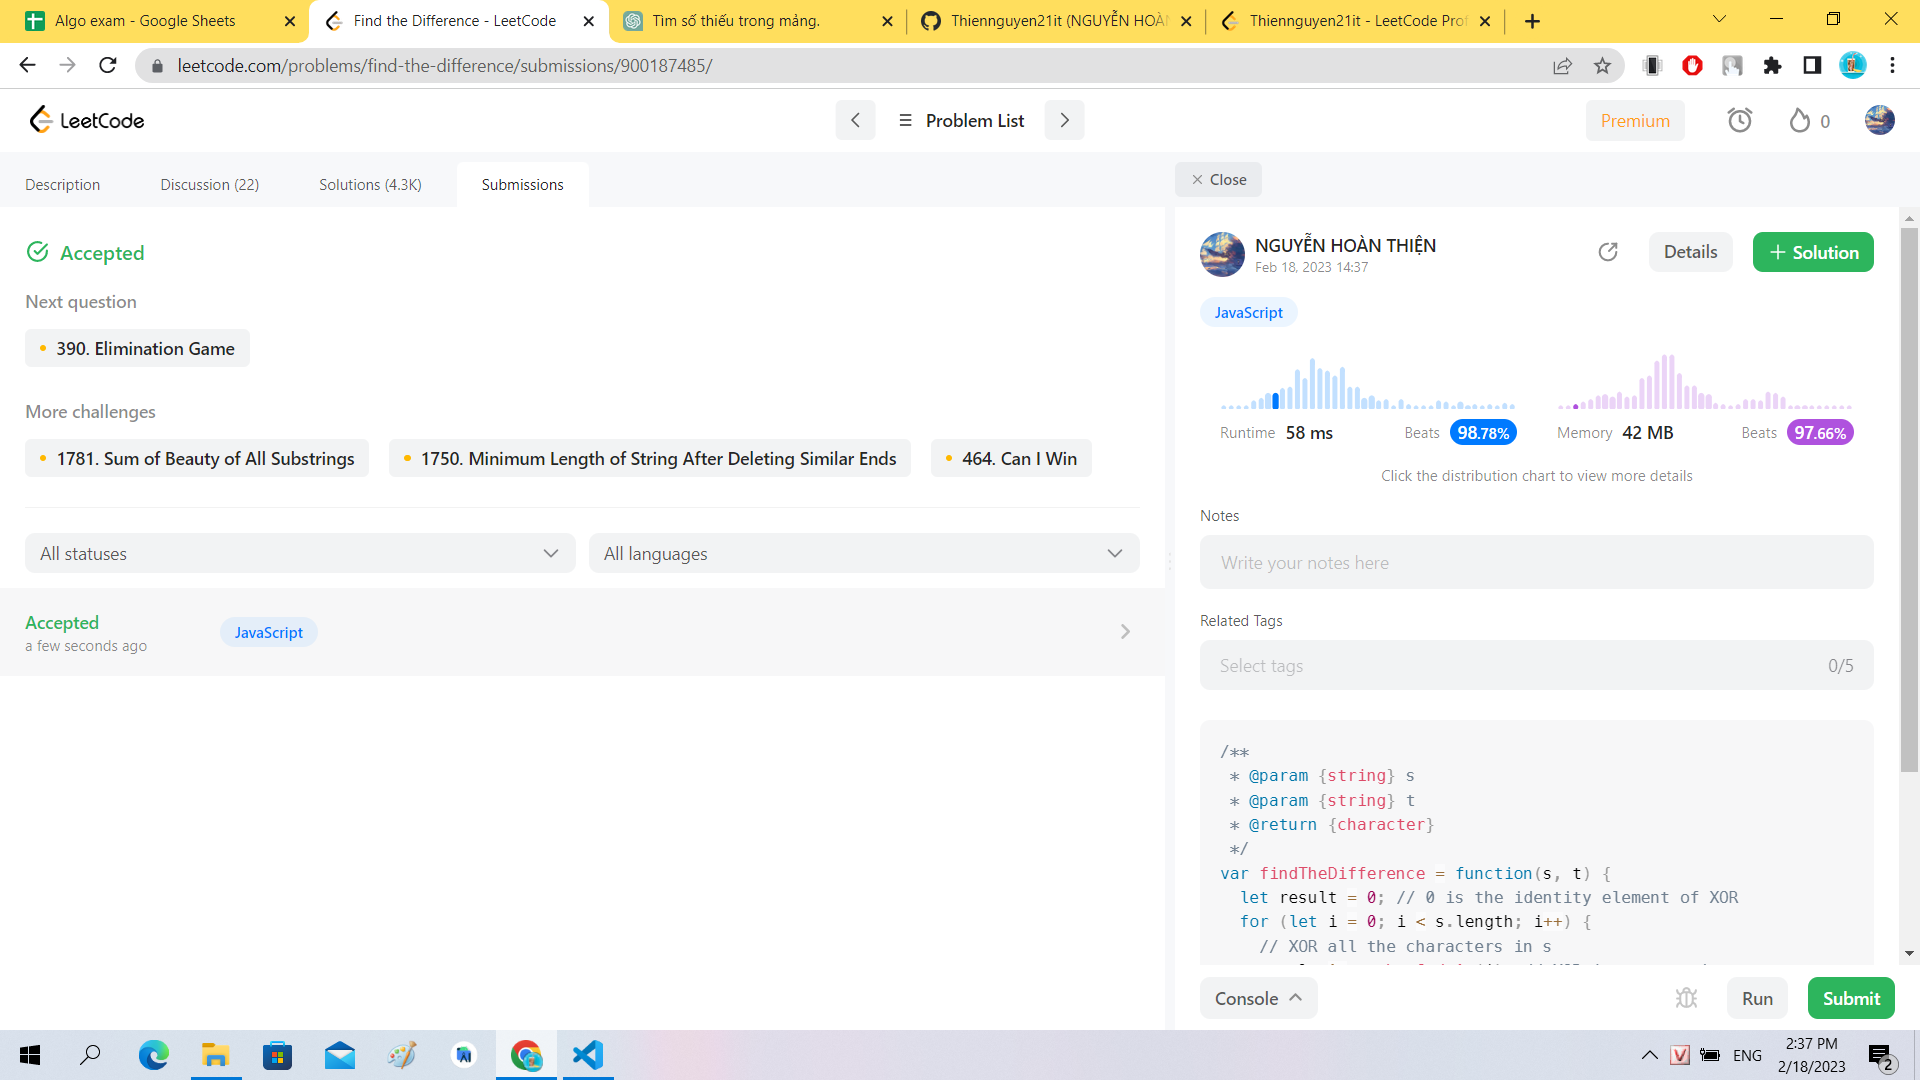 Algo exam - Google Sheets
Find the Difference - LeetCode
Tìm số thiếu trong mảng.
Thiennguyen21it (NGUYỄN HOÀN
Thiennguyen21it - LeetCode Prof
leetcode.com/problems/find-the-difference/submissions/900187485/
LeetCode
Problem List
Premium
0
Description
Discussion (22)
Solutions (4.3K)
Submissions
Close
Accepted
Next question
390. Elimination Game
More challenges
1781. Sum of Beauty of All Substrings
1750. Minimum Length of String After Deleting Similar Ends
464. Can I Win
All statuses
All languages
Accepted
a few seconds ago
JavaScript
NGUYỄN HOÀN THIỆN
Feb 18, 2023 14:37
Details
+ Solution
JavaScript
Runtime 58 ms
Beats 98.78%
Memory 42 MB
Beats 97.66%
Click the distribution chart to view more details
Notes
Write your notes here
Related Tags
Select tags
0/5
/**
* @param {string} s
* @param {string} t
* @return {character}
*/
var findTheDifference = function(s, t) {
let result = 0; // 0 is the identity element of XOR
for (let i = 0; i < s.length; i++) {
// XOR all the characters in s
Console
Run
Submit
ENG
2:37 PM
2/18/2023
2